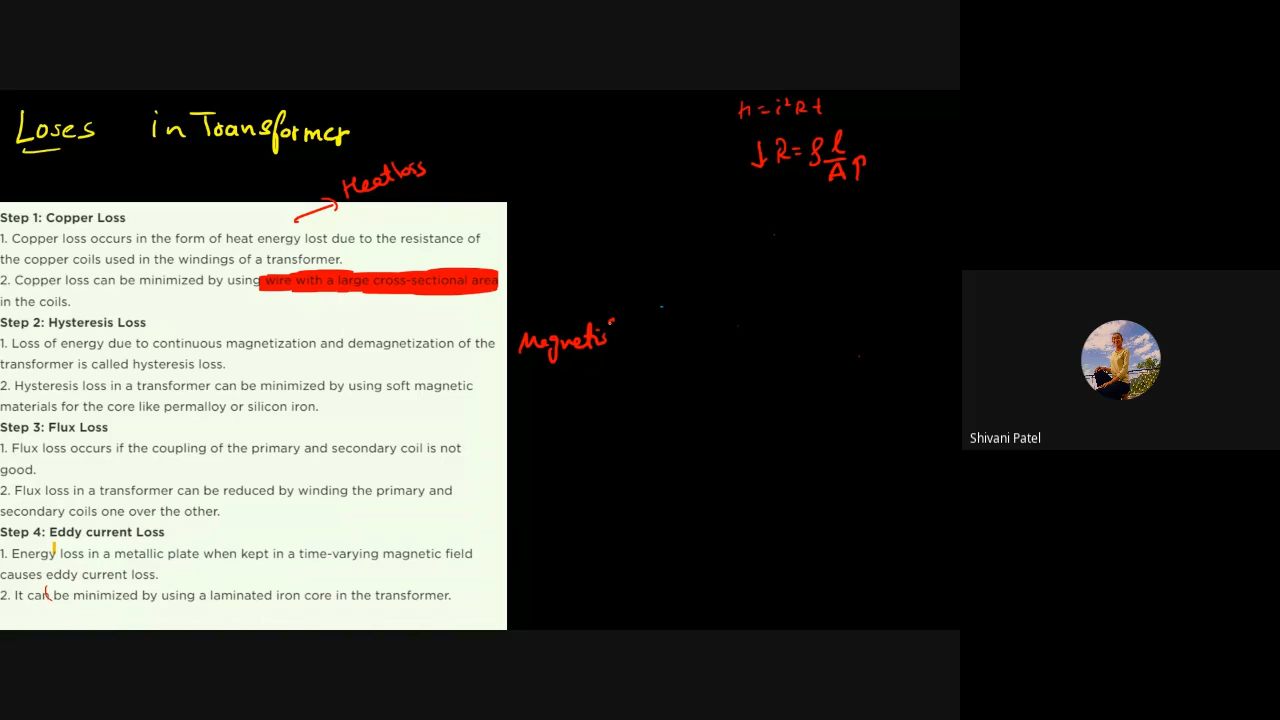 Loses in Transformer
H = i²Rt
↓ R = ρ l/A ↑
Heat loss
Step 1: Copper Loss
1. Copper loss occurs in the form of heat energy lost due to the resistance of
the copper coils used in the windings of a transformer.
2. Copper loss can be minimized by using wire with a large cross-sectional area
in the coils.
Step 2: Hysteresis Loss
1. Loss of energy due to continuous magnetization and demagnetization of the
transformer is called hysteresis loss.
Magnetis
2. Hysteresis loss in a transformer can be minimized by using soft magnetic
materials for the core like permalloy or silicon iron.
Step 3: Flux Loss
1. Flux loss occurs if the coupling of the primary and secondary coil is not
good.
2. Flux loss in a transformer can be reduced by winding the primary and
secondary coils one over the other.
Step 4: Eddy current Loss
1. Energy loss in a metallic plate when kept in a time-varying magnetic field
causes eddy current loss.
2. It can be minimized by using a laminated iron core in the transformer.
Shivani Patel